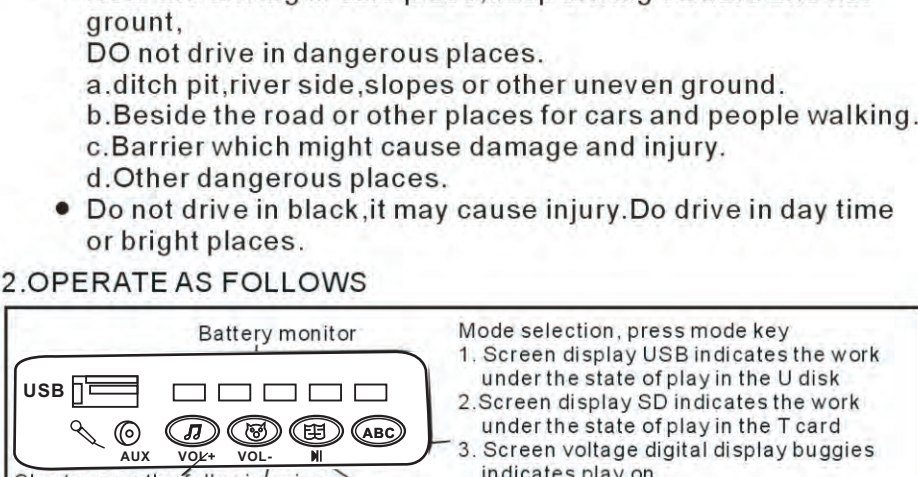 grount,
DO not drive in dangerous places.
a.ditch pit,river side,slopes or other uneven ground.
b.Beside the road or other places for cars and people walking.
c.Barrier which might cause damage and injury.
d.Other dangerous places.
● Do not drive in black,it may cause injury.Do drive in day time
or bright places.
2.OPERATE AS FOLLOWS
Battery monitor
USB
AUX
VOL+
VOL-
ABC
Mode selection, press mode key
1. Screen display USB indicates the work
under the state of play in the U disk
2.Screen display SD indicates the work
under the state of play in the T card
3. Screen voltage digital display buggies
indicates play on